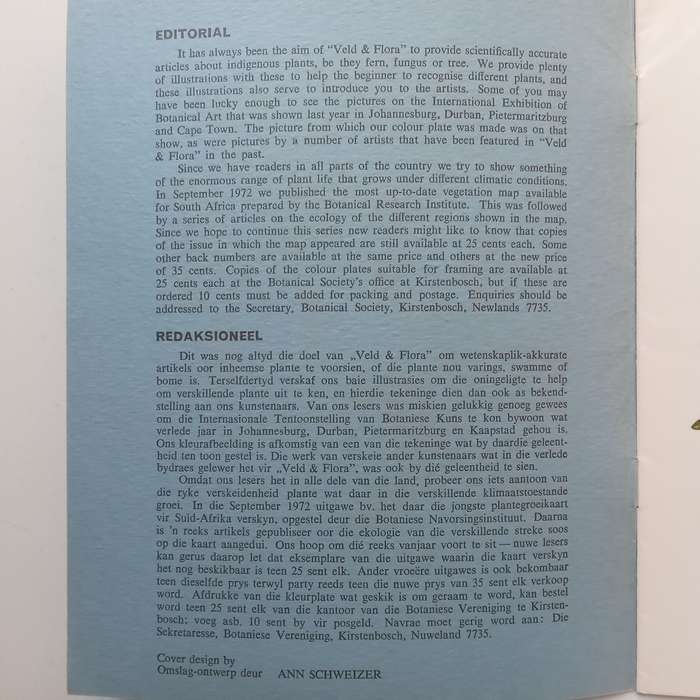 EDITORIAL
It has always been the aim of "Veld & Flora" to provide scientifically accurate
articles about indigenous plants, be they fern, fungus or tree. We provide plenty
of illustrations with these to help the beginner to recognise different plants, and
these illustrations also serve to introduce you to the artists. Some of you may
have been lucky enough to see the pictures on the International Exhibition of
Botanical Art that was shown last year in Johannesburg, Durban, Pietermaritzburg
and Cape Town. The picture from which our colour plate was made was on that
show, as were pictures by a number of artists that have been featured in "Veld
& Flora" in the past.
Since we have readers in all parts of the country we try to show something
of the enormous range of plant life that grows under different climatic conditions.
In September 1972 we published the most up-to-date vegetation map available
for South Africa prepared by the Botanical Research Institute. This was followed
by a series of articles on the ecology of the different regions shown in the map.
Since we hope to continue this series new readers might like to know that copies
of the issue in which the map appeared are still available at 25 cents each. Some
other back numbers are available at the same price and others at the new price
of 35 cents. Copies of the colour plates suitable for framing are available at
25 cents each at the Botanical Society's office at Kirstenbosch, but if these are
ordered 10 cents must be added for packing and postage. Enquiries should be
addressed to the Secretary, Botanical Society, Kirstenbosch, Newlands 7735.
REDAKSIONEEL
Dit was nog altyd die doel van „Veld & Flora" om wetenskaplik-akkurate
artikels oor inheemse plante te voorsien, of die plante nou varings, swamme of
bome is. Terselfdertyd verskaf ons baie illustrasies om die oningeligte te help
om verskillende plante uit te ken, en hierdie tekeninge dien dan ook as bekend-
stelling aan ons kunstenaars. Van ons lesers was miskien gelukkig genoeg gewees
om die Internasionale Tentoonstelling van Botaniese Kuns te kon bywoon wat
verlede jaar in Johannesburg, Durban, Pietermaritzburg en Kaapstad gehou is.
Ons kleurafbeelding is afkomstig van een van die tekeninge wat by daardie geleent-
heid ten toon gestel is. Die werk van verskeie ander kunstenaars wat in die verlede
bydraes gelewer het vir „Veld & Flora", was ook by dié geleentheid te sien.
Omdat ons lesers het in alle dele van die land, probeer ons iets aantoon van
die ryke verskeidenheid plante wat daar in die verskillende klimaatstoestande
groei. In die September 1972 uitgawe bv. het daar die jongste plantegroeikaart
vir Suid-Afrika verskyn, opgestel deur die Botaniese Navorsingsinstituut. Daarna
is 'n reeks artikels gepubliseer oor die ekologie van die verskillende streke soos
op die kaart aangedui. Ons hoop om dié reeks vanjaar voort te sit — nuwe lesers
kan gerus daarop let dat eksemplare van die uitgawe waarin die kaart verskyn
het nog beskikbaar is teen 25 sent elk. Ander vroeëre uitgawes is ook bekombaar
teen dieselfde prys terwyl party reeds teen die nuwe prys van 35 sent elk verkoop
word. Afdrukke van die kleurplate wat geskik is om geraam te word, kan bestel
word teen 25 sent elk van die kantoor van die Botaniese Vereniging te Kirsten-
bosch; voeg asb. 10 sent by vir posgeld. Navrae moet gerig word aan: Die
Sekretaresse, Botaniese Vereniging, Kirstenbosch, Nuweland 7735.
Cover design by
Omslag-ontwerp deur ANN SCHWEIZER